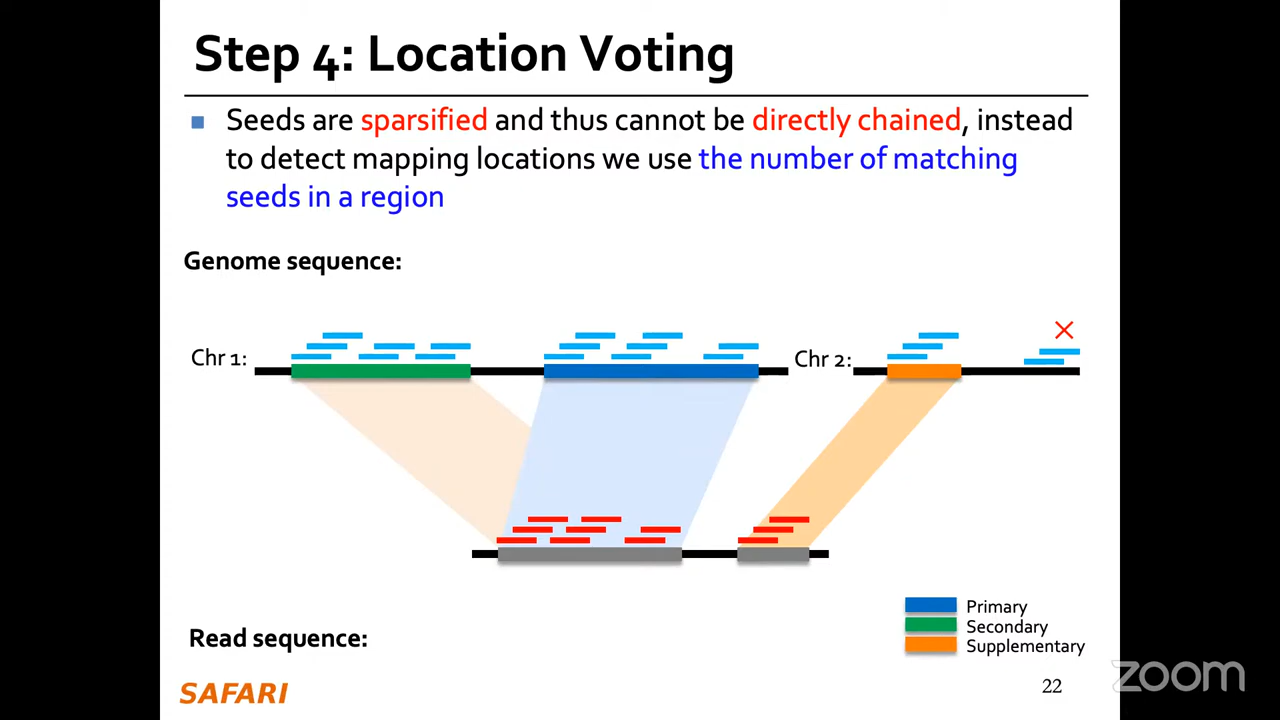 Step 4: Location Voting
Seeds are sparsified and thus cannot be directly chained, instead
to detect mapping locations we use the number of matching
seeds in a region
Genome sequence:
Chr 1:
Chr 2:
Primary
Secondary
Supplementary
Read sequence:
SAFARI
22
zoom